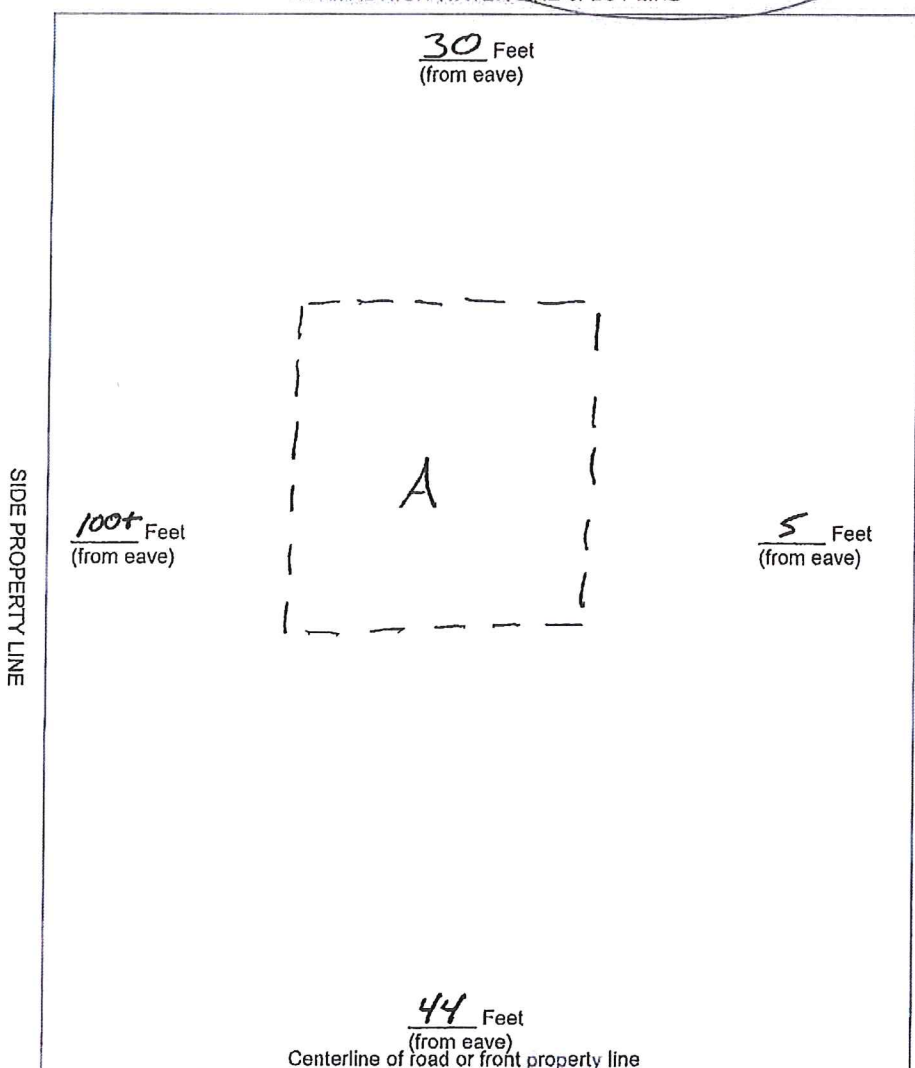 30 Feet
(from eave)
A
SIDE PROPERTY LINE
100+ Feet
(from eave)
5 Feet
(from eave)
44 Feet
(from eave)
Centerline of road or front property line